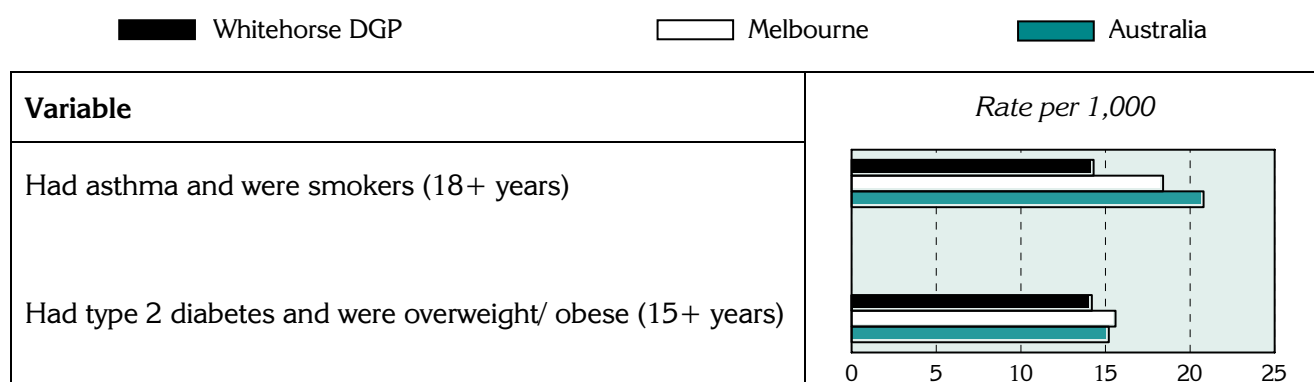 Whitehorse DGP Melbourne Australia
Variable Rate per 1,000
Had asthma and were smokers (18+ years)
Had type 2 diabetes and were overweight/ obese (15+ years)
0 5 10 15 20 25